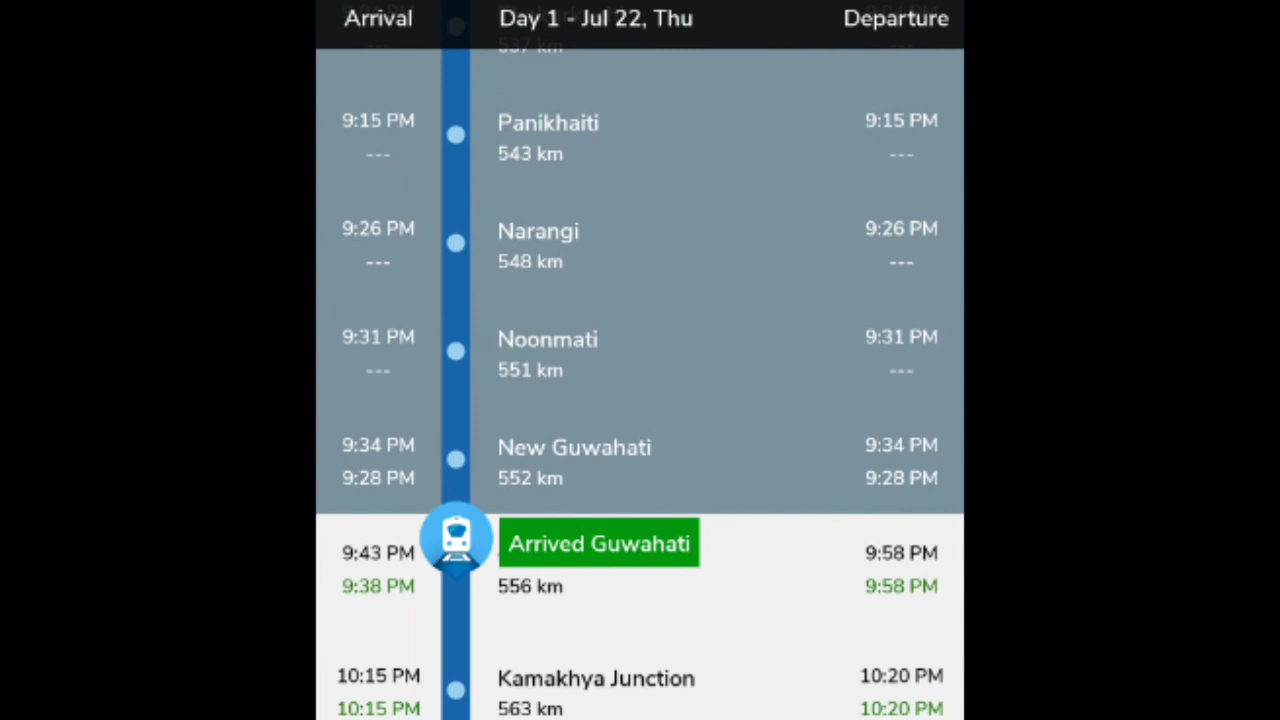 Arrival Day 1 - Jul 22, Thu Departure
537 km
--- ---
9:15 PM Panikhaiti 9:15 PM
--- 543 km ---
9:26 PM Narangi 9:26 PM
--- 548 km ---
9:31 PM Noonmati 9:31 PM
--- 551 km ---
9:34 PM New Guwahati 9:34 PM
9:28 PM 552 km 9:28 PM
9:43 PM Arrived Guwahati 9:58 PM
9:38 PM 556 km 9:58 PM
10:15 PM Kamakhya Junction 10:20 PM
10:15 PM 563 km 10:20 PM